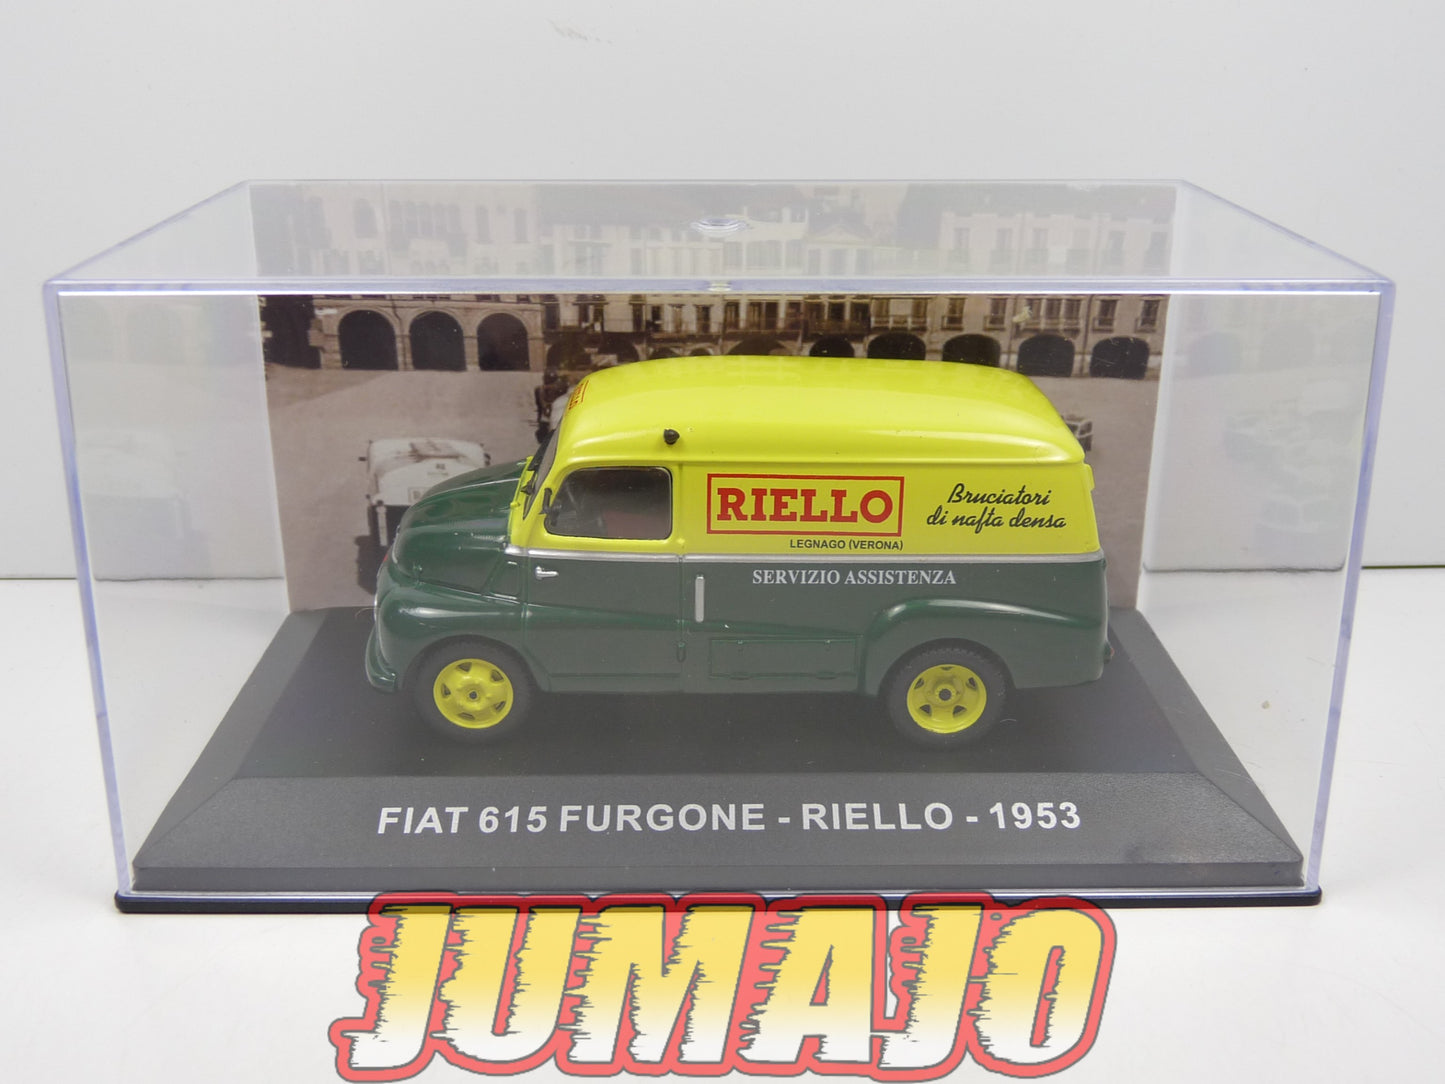 RIELLO
Bruciatori
di nafta densa
LEGNAGO (VERONA)
SERVIZIO ASSISTENZA
FIAT 615 FURGONE - RIELLO - 1953
JUMAJO